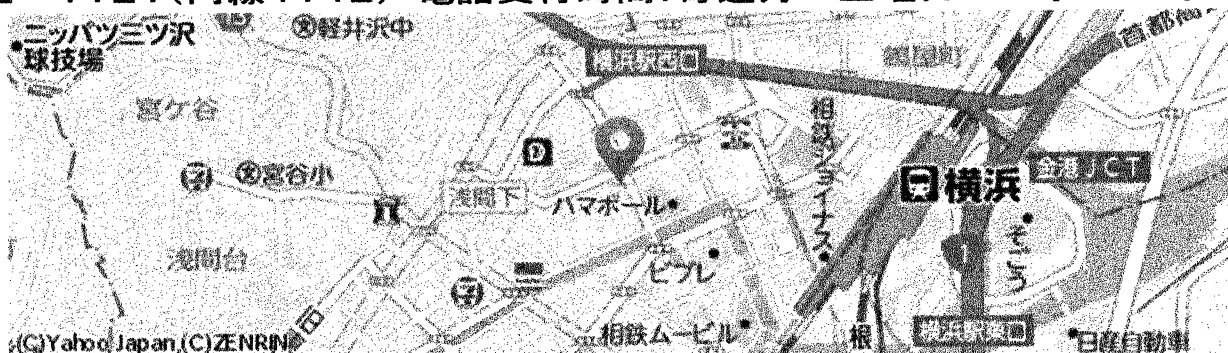 ニッパツ三ツ沢
球技場
軽井沢中
横浜駅西口
鶴屋町
宮ケ谷
宮谷小
浅間下
ハマボール
相鉄ジョイナス
横浜
金港JCT
そごう
浅間台
ビブレ
相鉄ムービル
横浜駅東口
日産自動車
(C)Yahoo Japan,(C)ZENRIN